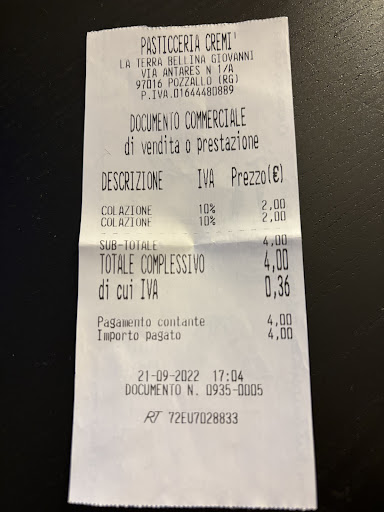 PASTICCERIA CREMI'
LA TERRA BELLINA GIOVANNI
VIA ANTARES N 1/A
97016 POZZALLO (RG)
P.IVA.01644480889
DOCUMENTO COMMERCIALE
di vendita o prestazione
DESCRIZIONE IVA Prezzo(€)
COLAZIONE 10% 2,00
COLAZIONE 10% 2,00
SUB-TOTALE 4,00
TOTALE COMPLESSIVO 4,00
di cui IVA 0,36
Pagamento contante 4,00
Importo pagato 4,00
21-09-2022 17:04
DOCUMENTO N. 0935-0005
RT 72EU7028833